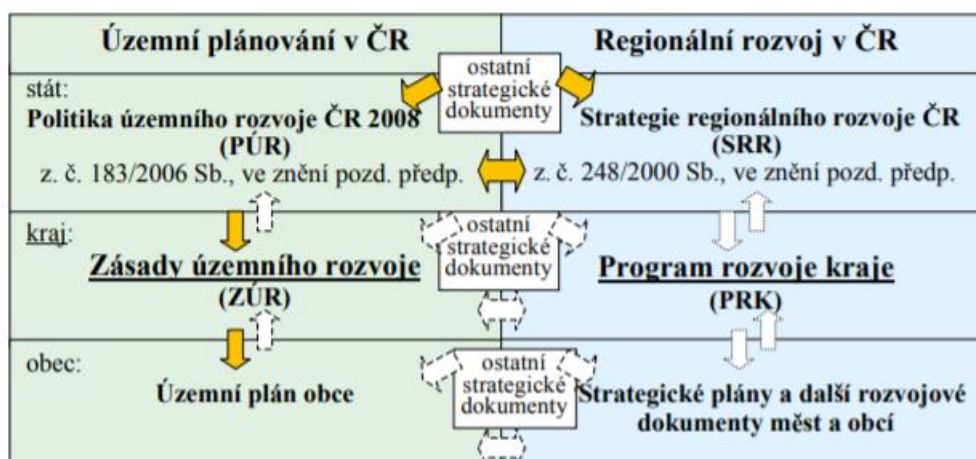 Územní plánování v ČR
Regionální rozvoj v ČR
ostatní
strategické
dokumenty
stát:
Politika územního rozvoje ČR 2008
(PÚR)
z. č. 183/2006 Sb., ve znění pozd. předp.
Strategie regionálního rozvoje ČR
(SRR)
z. č. 248/2000 Sb., ve znění pozd. předp.
kraj:
Zásady územního rozvoje
(ZÚR)
ostatní
strategické
dokumenty
Program rozvoje kraje
(PRK)
obec:
Územní plán obce
ostatní
strategické
dokumenty
Strategické plány a další rozvojové
dokumenty měst a obcí